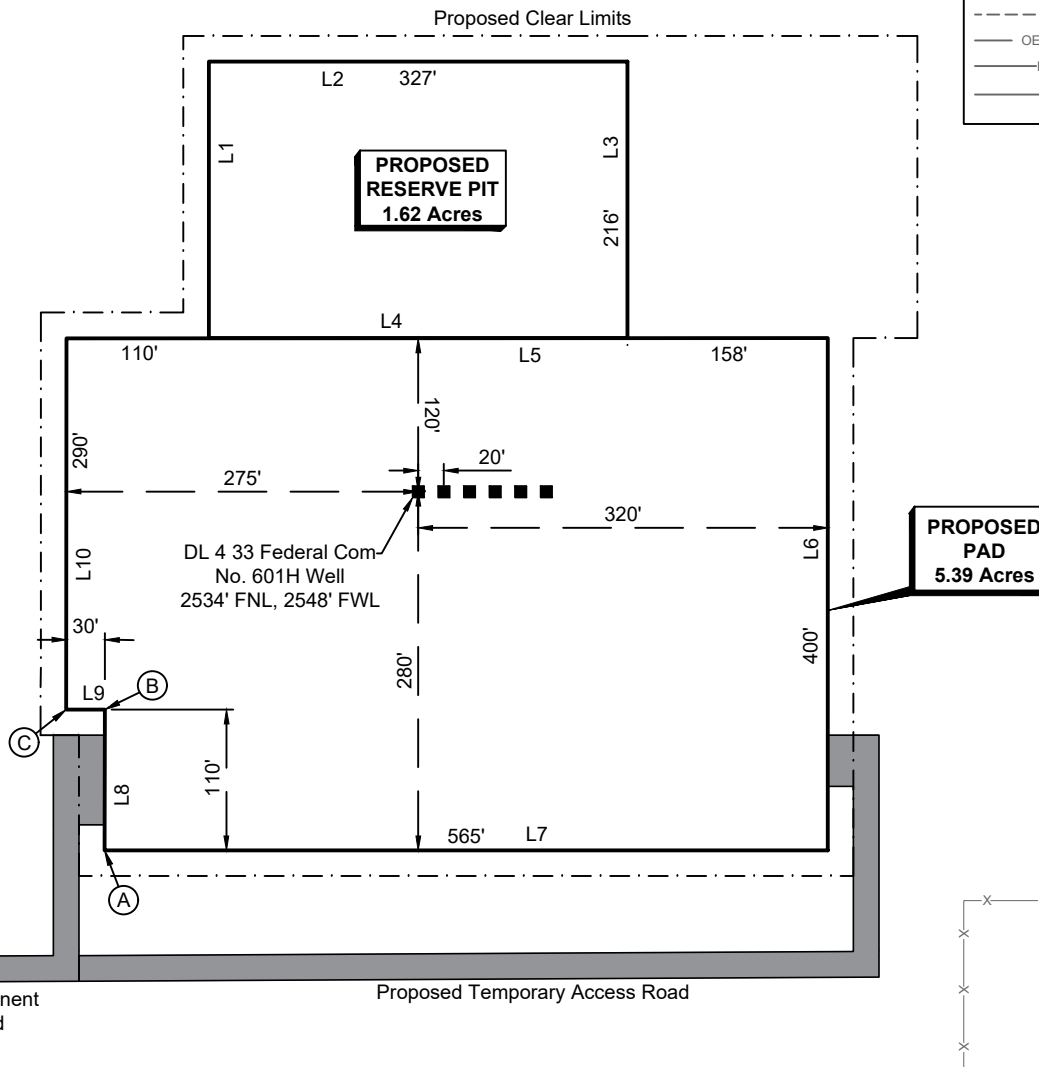 Proposed Clear Limits
L2
327'
L1
L3
216'
PROPOSED
RESERVE PIT
1.62 Acres
L4
110'
L5
158'
120'
290'
20'
275'
320'
DL 4 33 Federal Com
No. 601H Well
2534' FNL, 2548' FWL
L10
L6
PROPOSED
PAD
5.39 Acres
30'
280'
400'
L9
B
C
L8
110'
565'
L7
A
Proposed Temporary Access Road
X
X
X
X